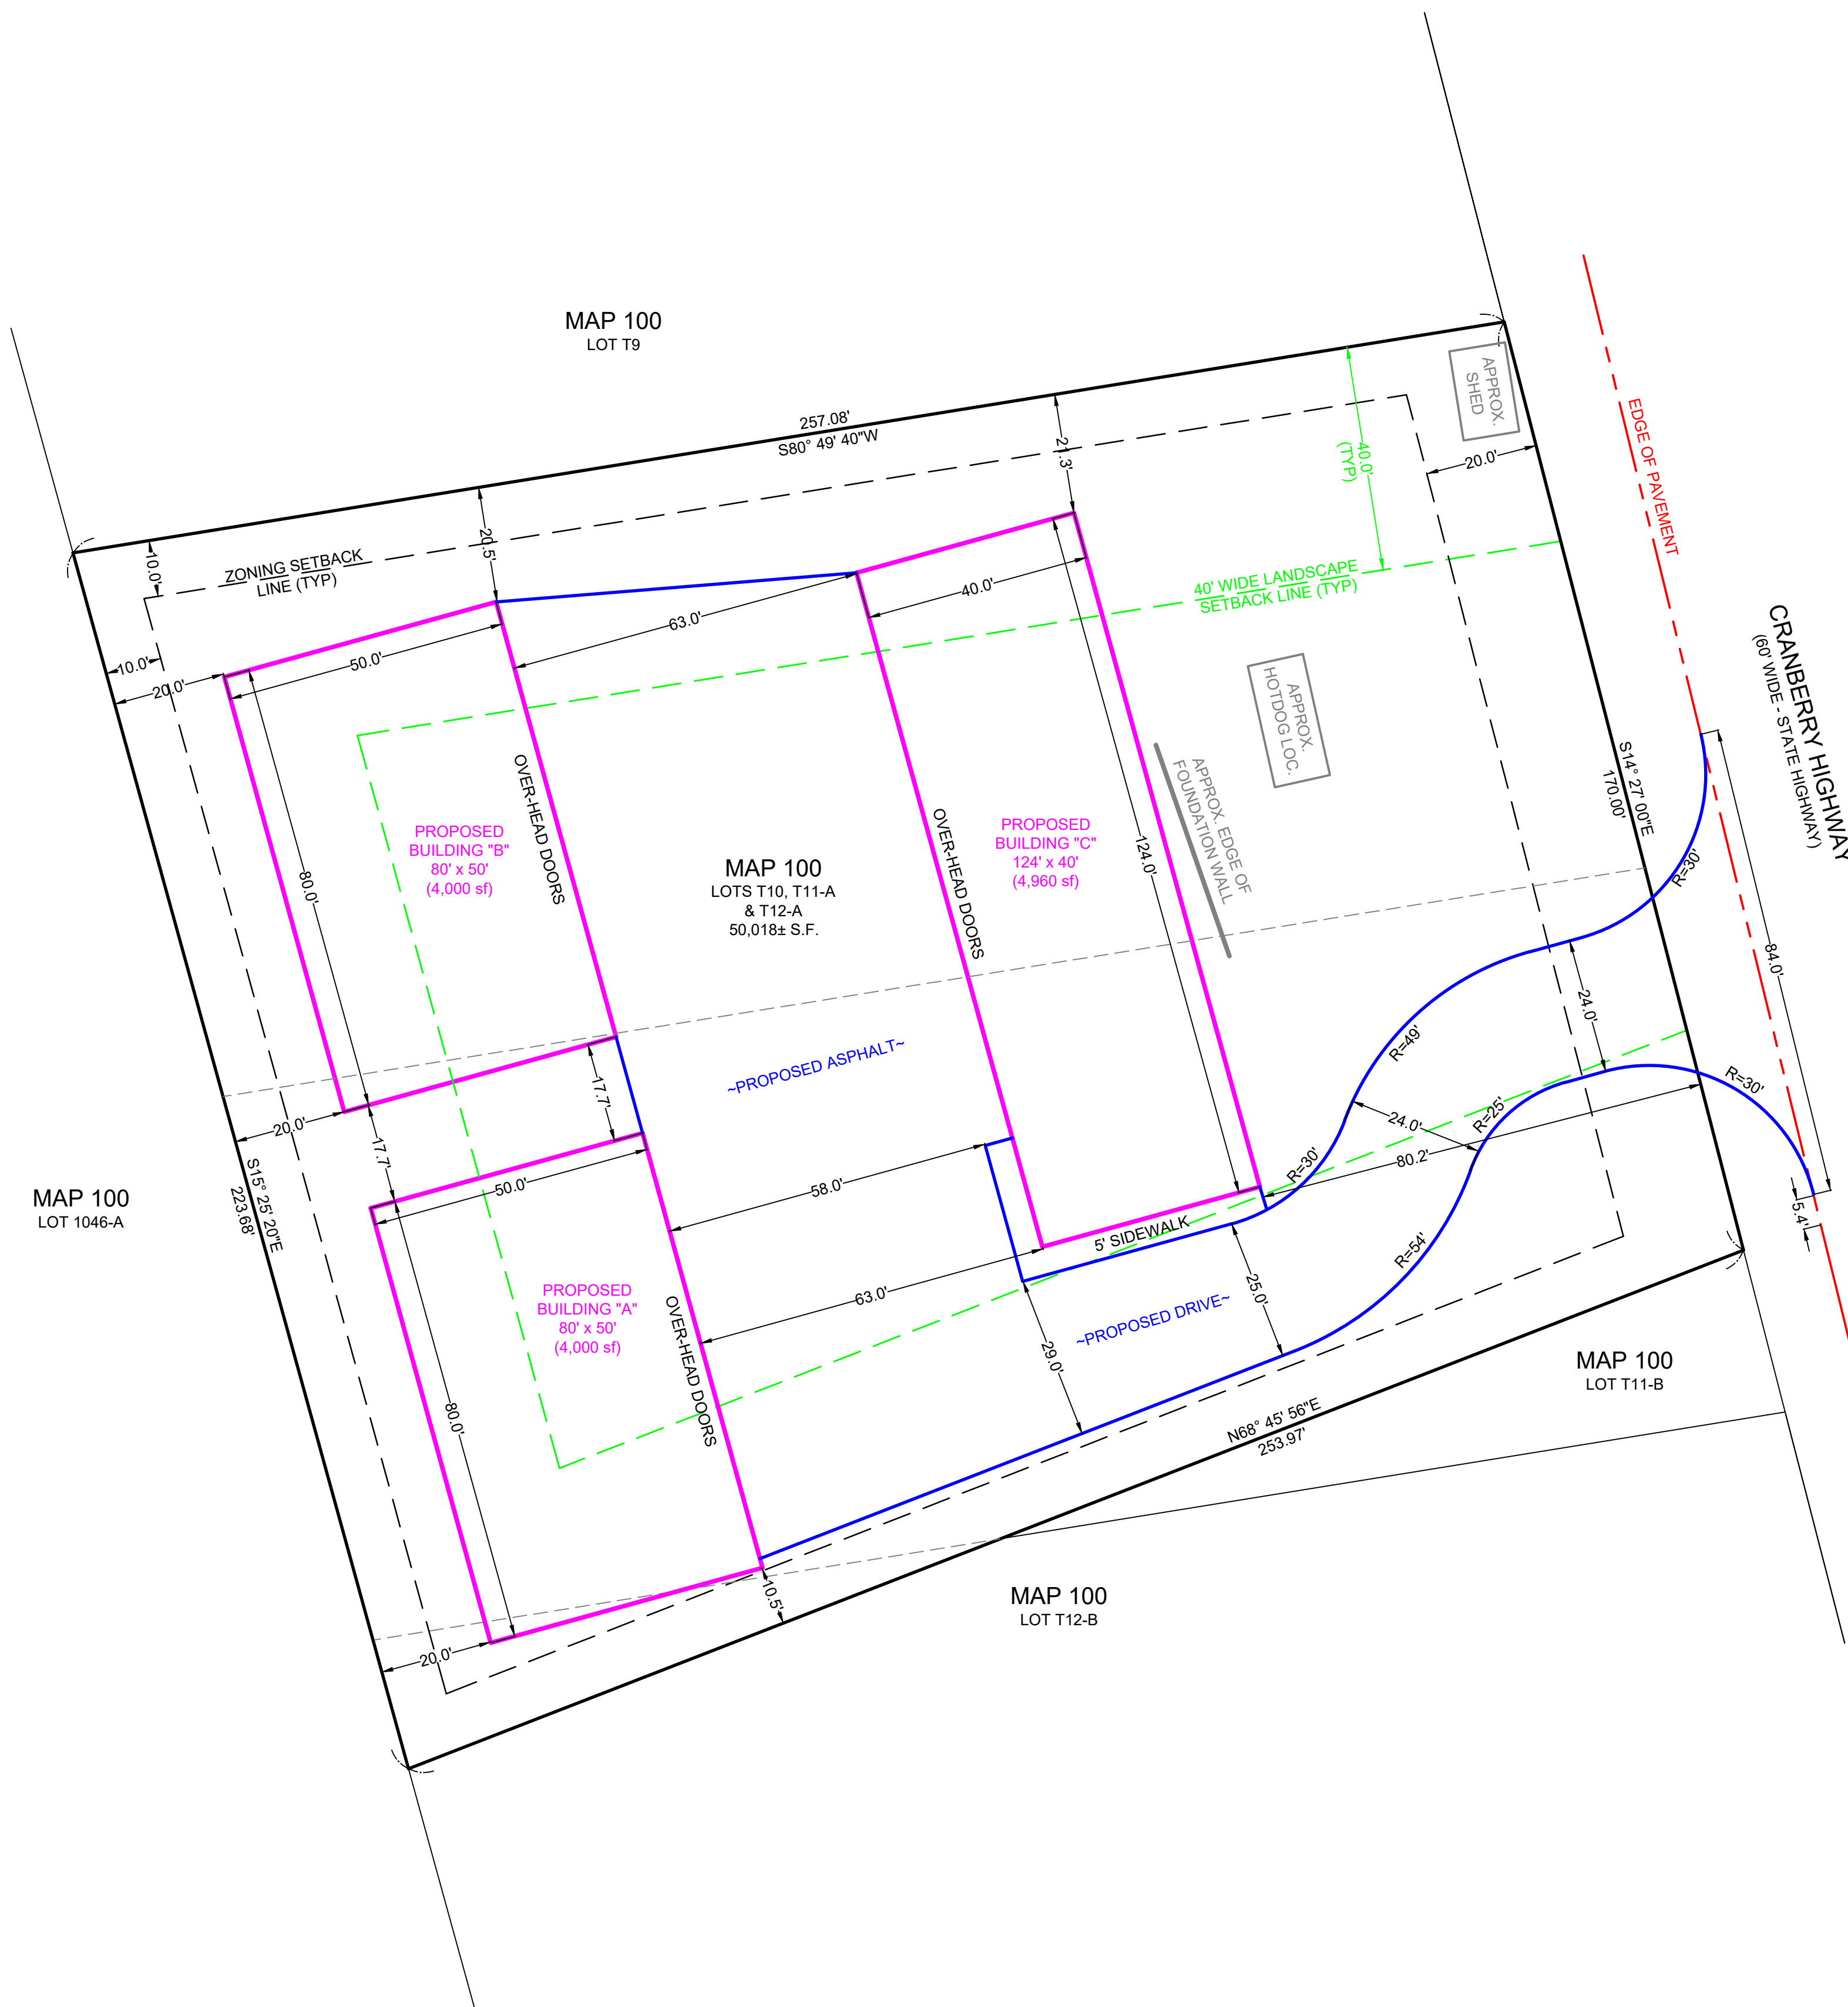 MAP 100
LOT T9
257.08'
S80° 49' 40"W
21.3'
40.0'
(TYP)
APPROX.
SHED
20.0'
EDGE OF PAVEMENT
10.0'
ZONING SETBACK
LINE (TYP)
20.5'
63.0'
40.0'
40' WIDE LANDSCAPE
SETBACK LINE (TYP)
CRANBERRY HIGHWAY
(60' WIDE - STATE HIGHWAY)
10.0'
20.0'
50.0'
APPROX.
HOTDOG LOC.
S14° 27' 00"E
170.00'
OVER-HEAD DOORS
APPROX. EDGE OF
FOUNDATION WALL
PROPOSED
BUILDING "B"
80' x 50'
(4,000 sf)
80.0'
MAP 100
LOTS T10, T11-A
& T12-A
50,018± S.F.
OVER-HEAD DOORS
PROPOSED
BUILDING "C"
124' x 40'
(4,960 sf)
124.0'
R=30'
84.0'
24.0'
R=49'
~PROPOSED ASPHALT~
17.7'
R=30'
R=25'
24.0'
20.0'
17.7'
80.2'
R=30'
50.0'
58.0'
5' SIDEWALK
5.4'
MAP 100
LOT 1046-A
S15° 25' 20"E
223.68'
R=54'
PROPOSED
BUILDING "A"
80' x 50'
(4,000 sf)
63.0'
25.0'
~PROPOSED DRIVE~
OVER-HEAD DOORS
29.0'
MAP 100
LOT T11-B
80.0'
N68° 45' 56"E
253.97'
10.5'
MAP 100
LOT T12-B
20.0'